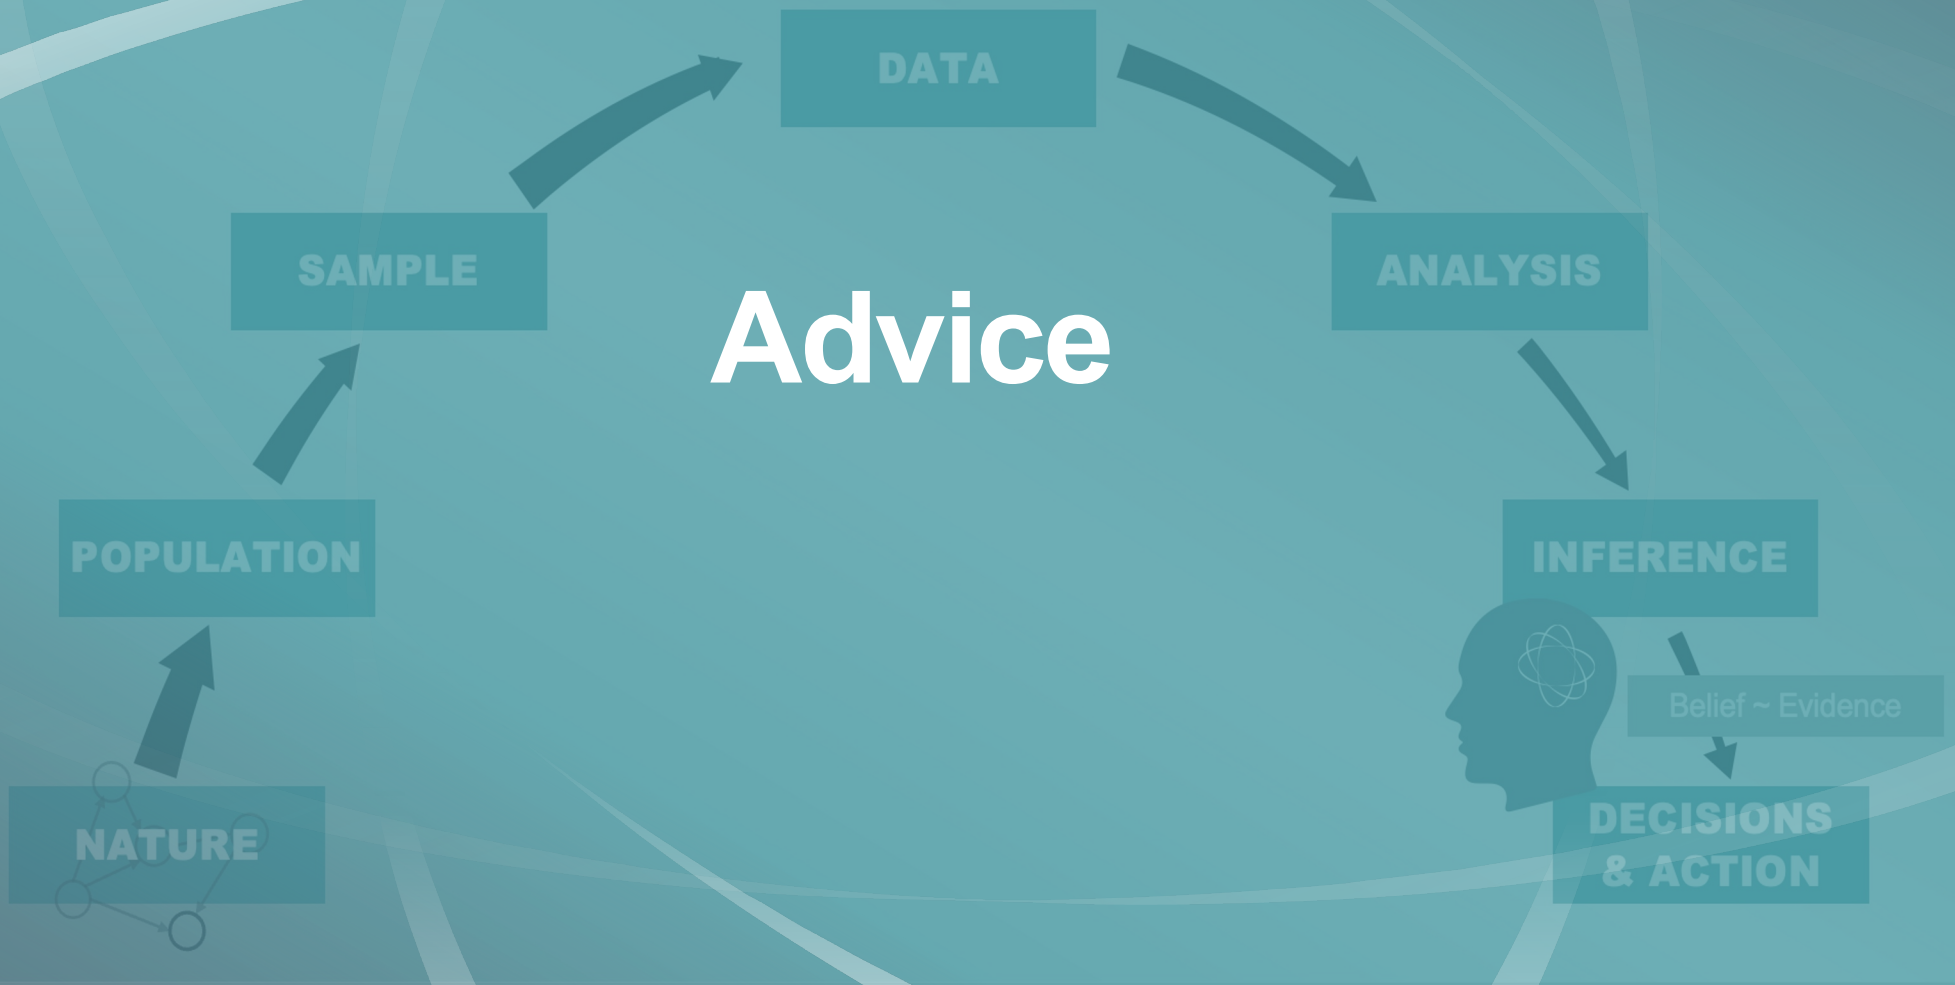 DATA
SAMPLE
ANALYSIS
Advice
POPULATION
INFERENCE
Belief ~ Evidence
NATURE
DECISIONS
& ACTION